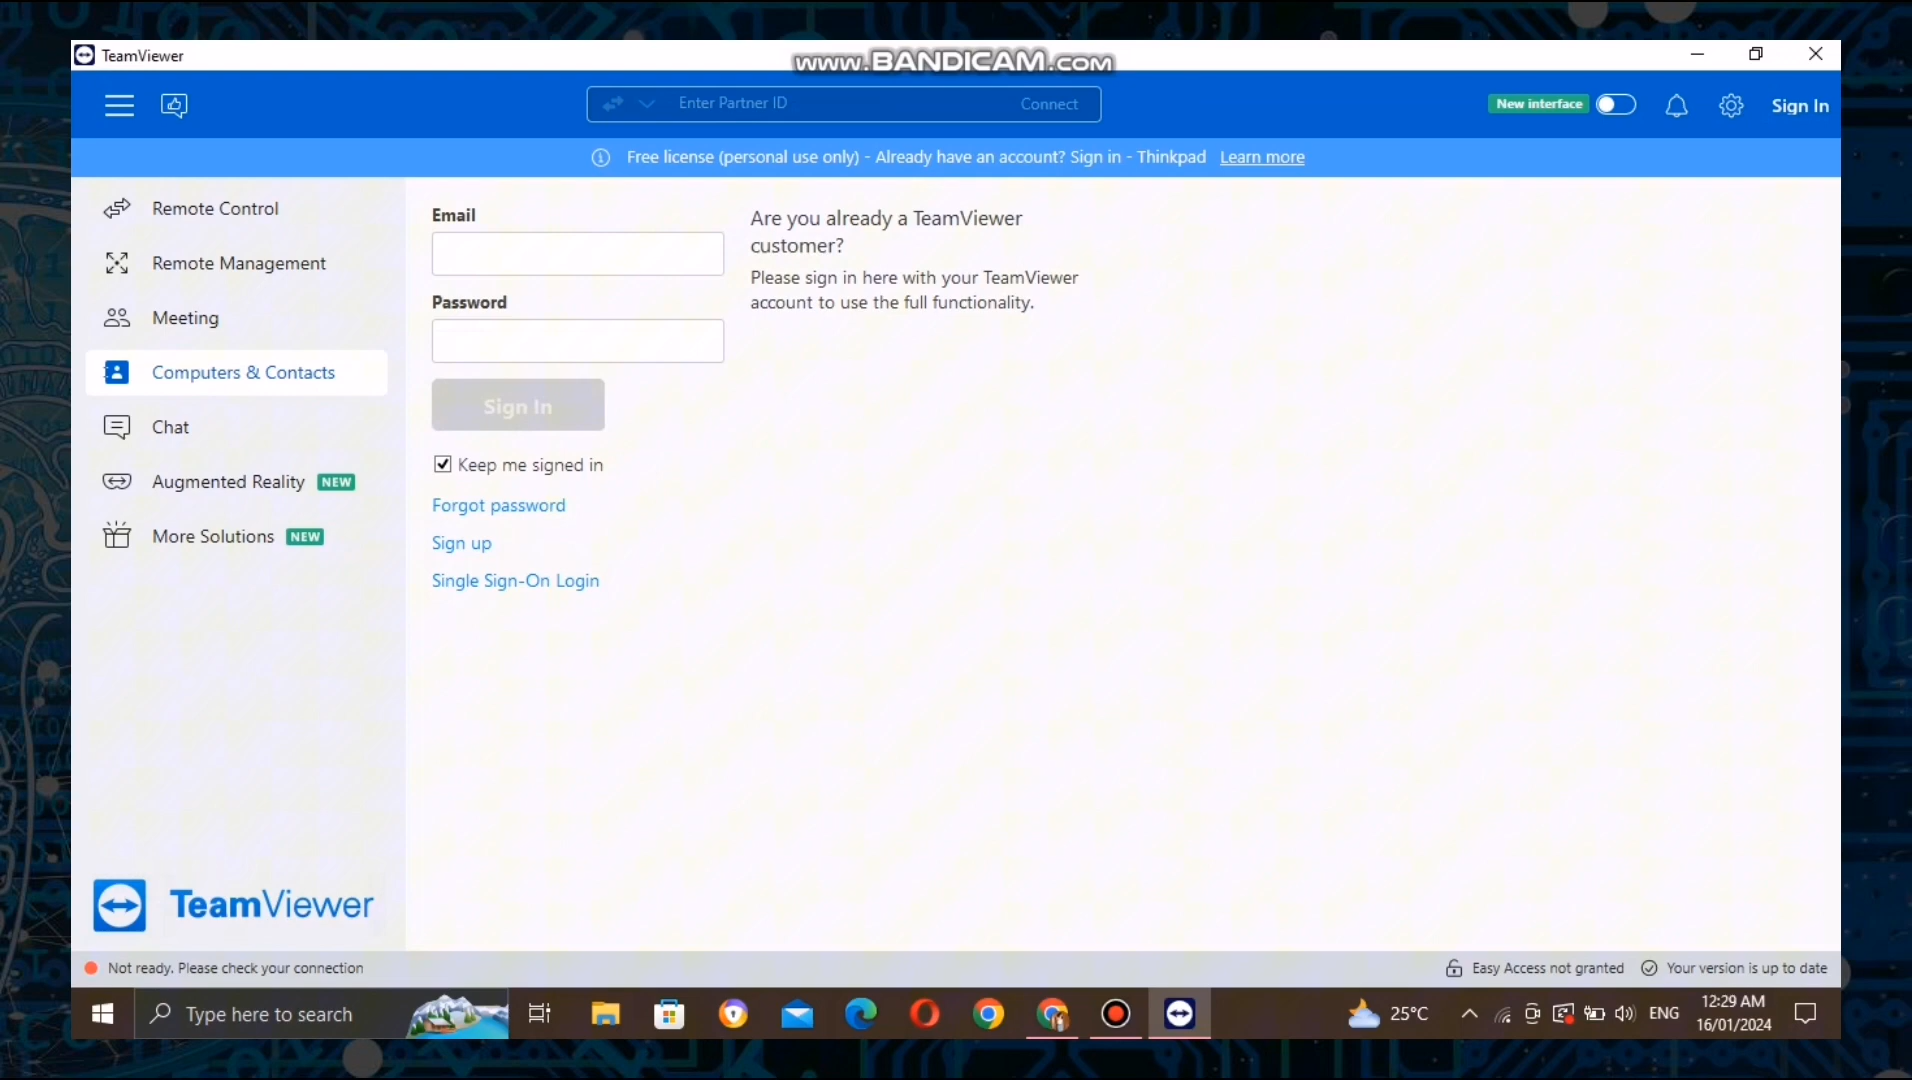 TeamViewer
www.BANDICAM.com
Enter Partner ID
Connect
New interface
Sign In
Free license (personal use only) - Already have an account? Sign in - Thinkpad Learn more
Remote Control
Remote Management
Meeting
Computers & Contacts
Chat
Augmented Reality NEW
More Solutions NEW
Email
Password
Sign In
Keep me signed in
Forgot password
Sign up
Single Sign-On Login
Are you already a TeamViewer
customer?
Please sign in here with your TeamViewer
account to use the full functionality.
TeamViewer
Not ready. Please check your connection
Easy Access not granted
Your version is up to date
Type here to search
25°C
ENG
12:29 AM
16/01/2024